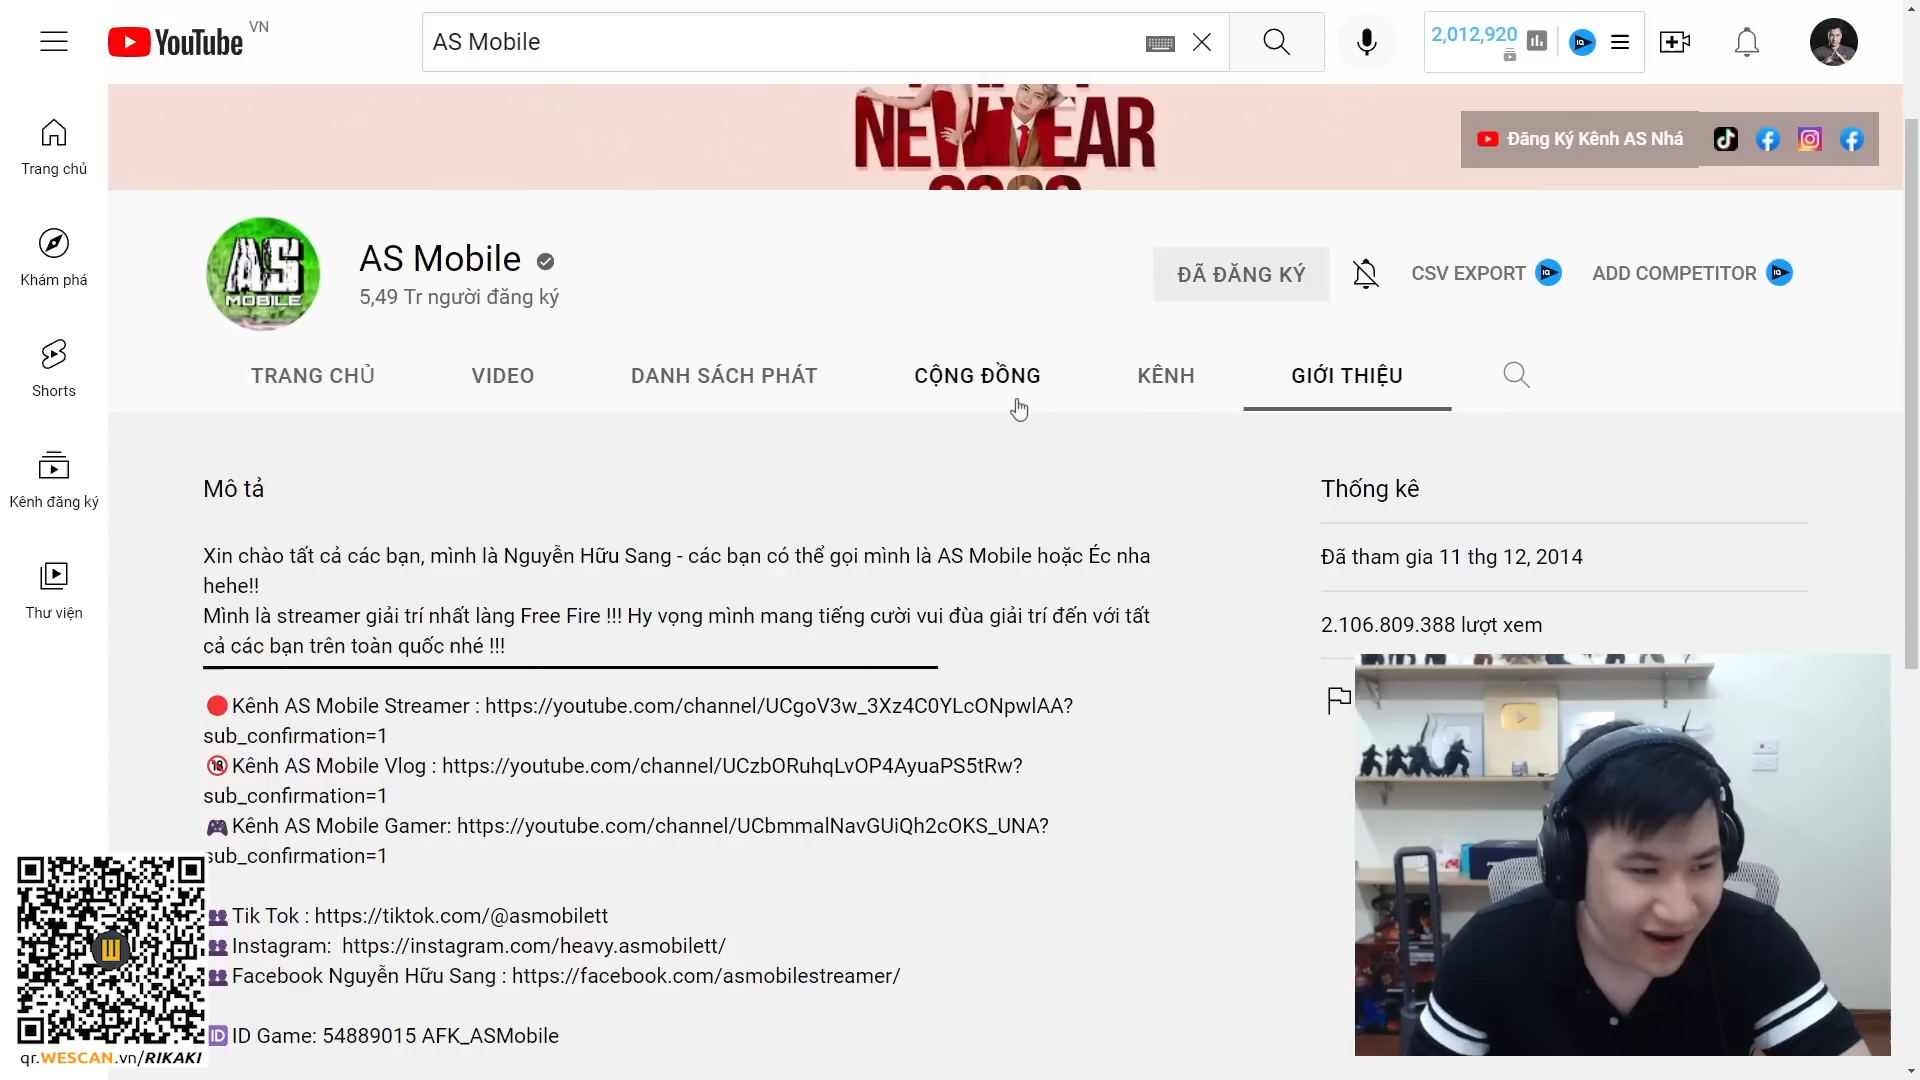 YouTube VN
AS Mobile
2,012,920
NEW YEAR
Đăng Ký Kênh AS Nhá
AS
MOBILE
AS Mobile
5,49 Tr người đăng ký
ĐÃ ĐĂNG KÝ
CSV EXPORT
ADD COMPETITOR
TRANG CHỦ
VIDEO
DANH SÁCH PHÁT
CỘNG ĐỒNG
KÊNH
GIỚI THIỆU
Trang chủ
Khám phá
Shorts
Kênh đăng ký
Thư viện
Mô tả
Xin chào tất cả các bạn, mình là Nguyễn Hữu Sang - các bạn có thể gọi mình là AS Mobile hoặc Éc nha
hehe!!
Mình là streamer giải trí nhất làng Free Fire !!! Hy vọng mình mang tiếng cười vui đùa giải trí đến với tất
cả các bạn trên toàn quốc nhé !!!
🔴Kênh AS Mobile Streamer : https://youtube.com/channel/UCgoV3w_3Xz4C0YLcONpwlAA?
sub_confirmation=1
🔞Kênh AS Mobile Vlog : https://youtube.com/channel/UCzbORuhqLvOP4AyuaPS5tRw?
sub_confirmation=1
🎮Kênh AS Mobile Gamer: https://youtube.com/channel/UCbmmalNavGUiQh2cOKS_UNA?
sub_confirmation=1
👥Tik Tok : https://tiktok.com/@asmobilett
👥Instagram: https://instagram.com/heavy.asmobilett/
👥Facebook Nguyễn Hữu Sang : https://facebook.com/asmobilestreamer/
🆔ID Game: 54889015 AFK_ASMobile
Thống kê
Đã tham gia 11 thg 12, 2014
2.106.809.388 lượt xem
qr.WESCAN.vn/RIKAKI